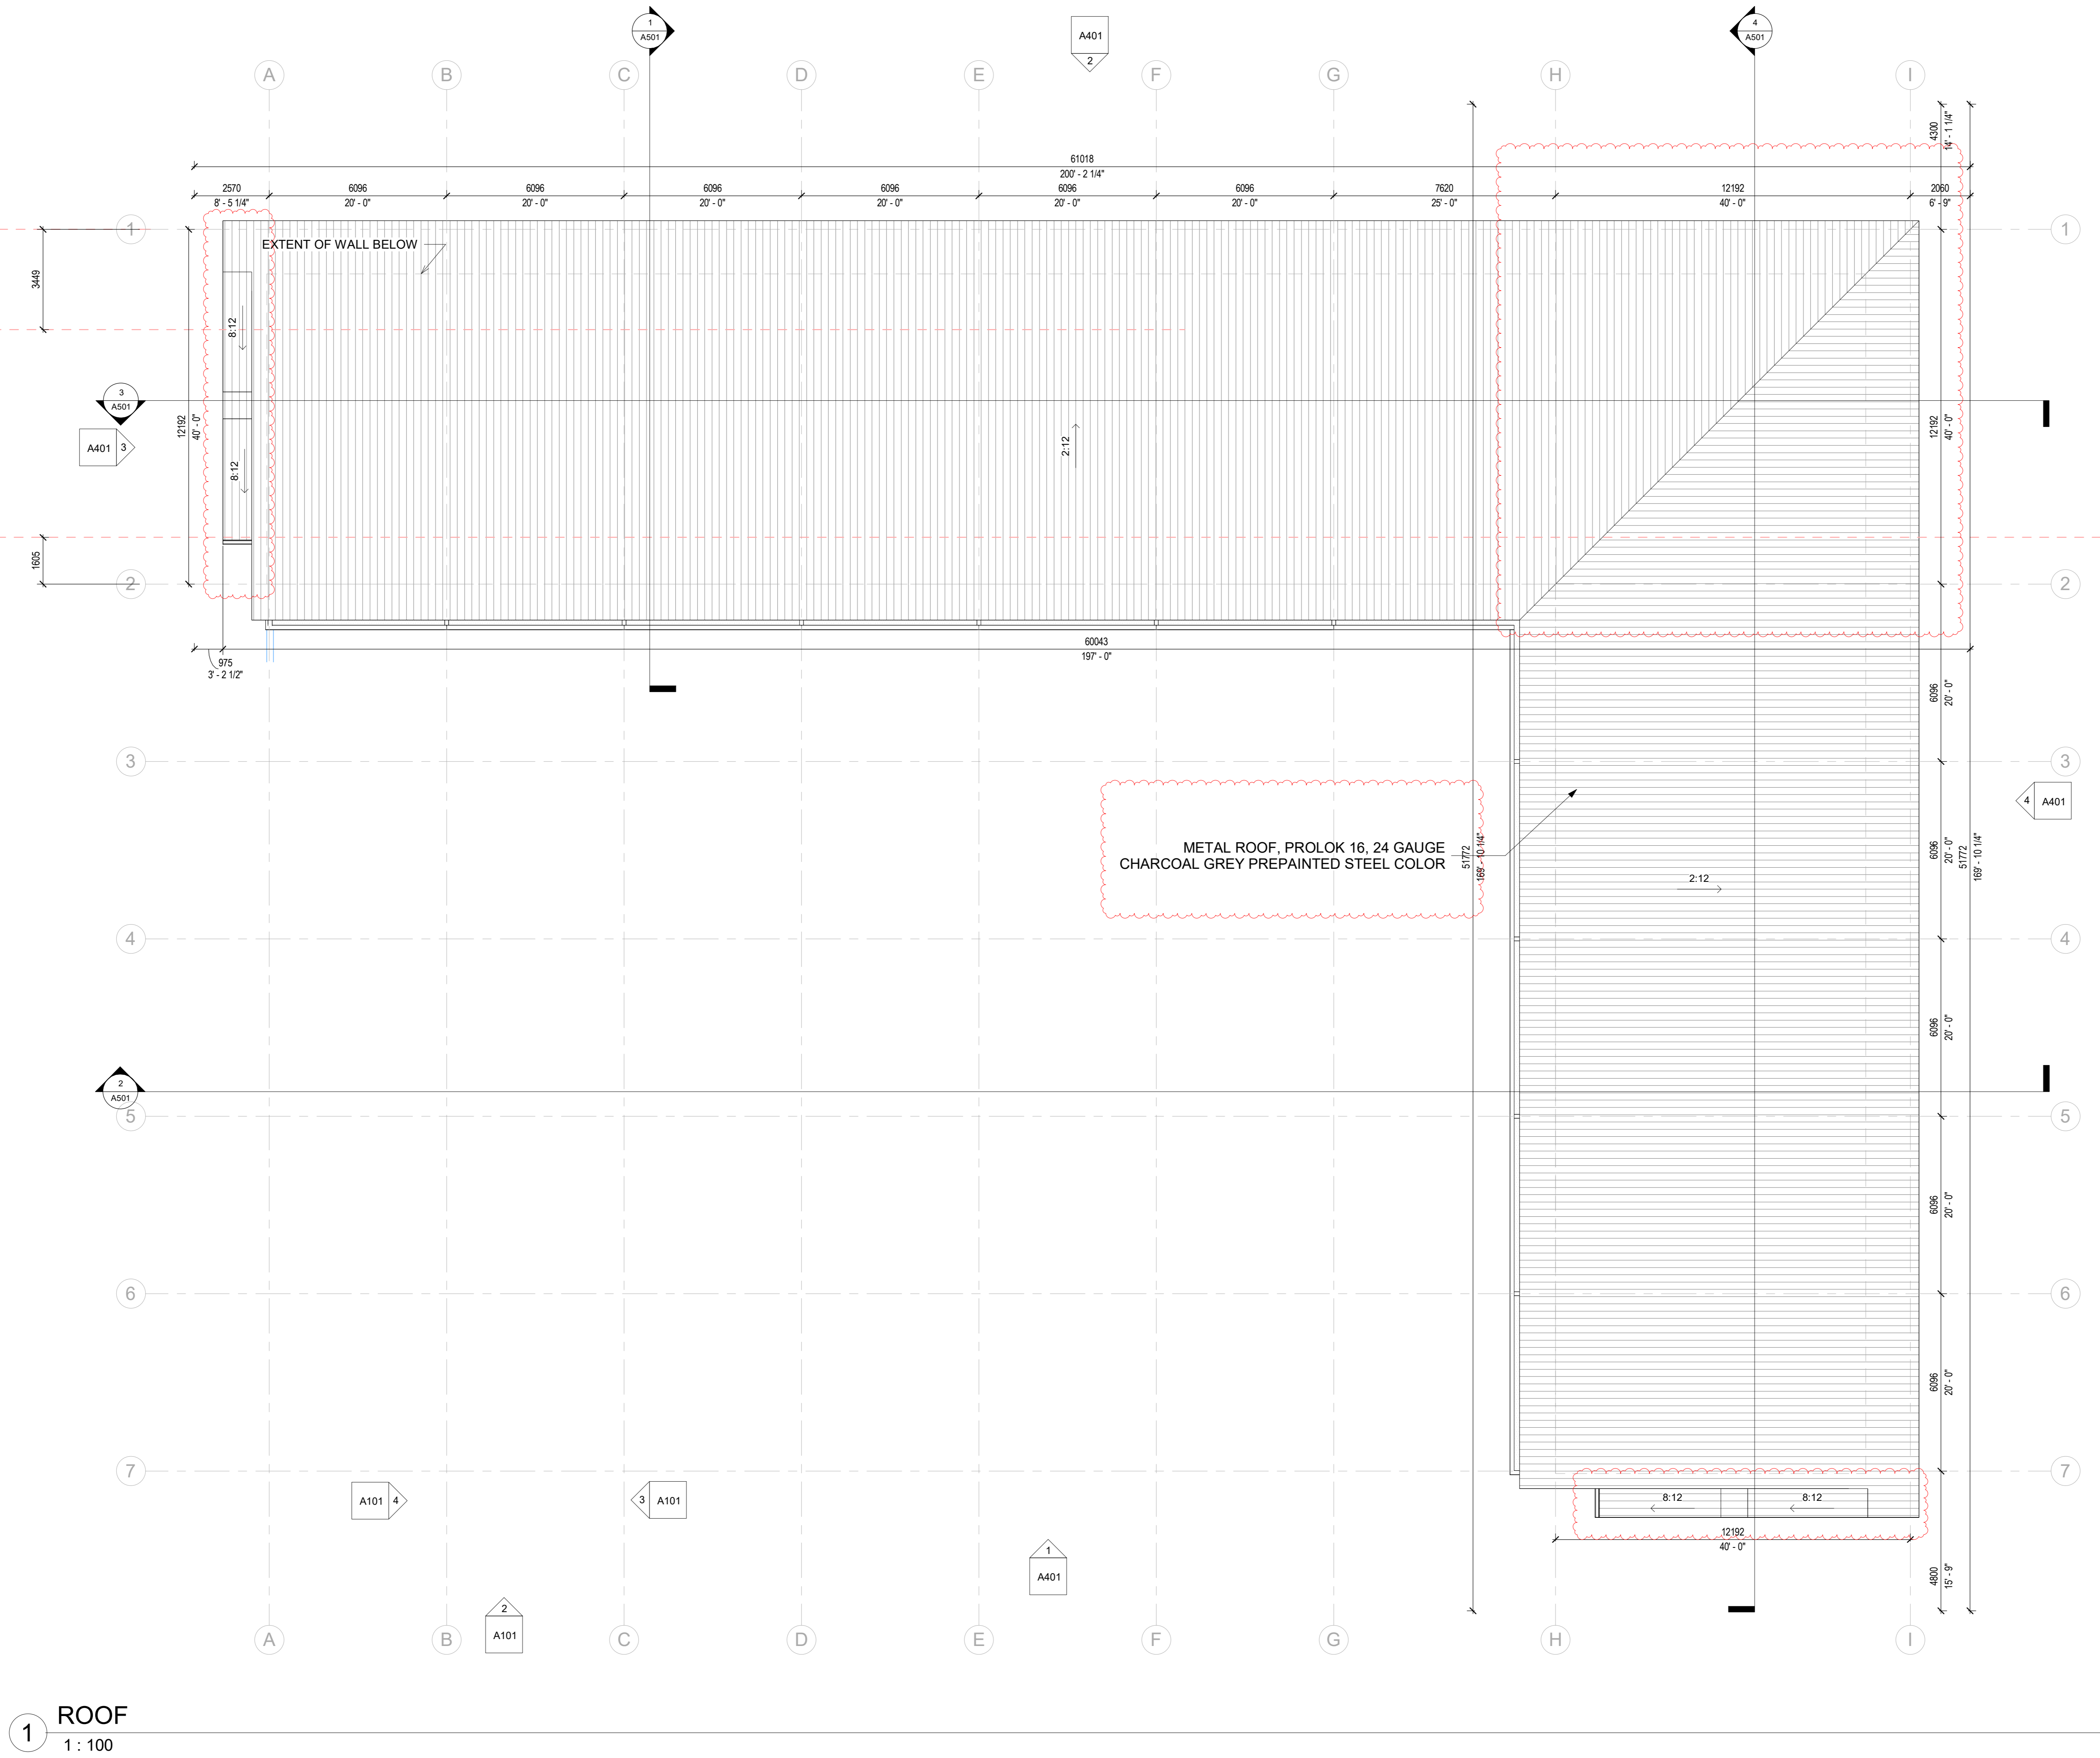 1
A501
A401
2
4
A501
A
B
C
D
E
F
G
H
I
4300
14' - 1 1/4"
61018
200' - 2 1/4"
2570
6096
6096
6096
6096
6096
6096
7620
12192
2060
8' - 5 1/4"
20' - 0"
20' - 0"
20' - 0"
20' - 0"
20' - 0"
20' - 0"
25' - 0"
40' - 0"
6' - 9"
1
EXTENT OF WALL BELOW
1
3449
8:12
3
A501
A401
3
12192
40' - 0"
2:12
12192
40' - 0"
8:12
1605
2
2
60043
197' - 0"
975
3' - 2 1/2"
6096
20' - 0"
3
3
4
A401
METAL ROOF, PROLOK 16, 24 GAUGE
CHARCOAL GREY PREPAINTED STEEL COLOR
51772
169' - 10 1/4"
6096
20' - 0"
51772
169' - 10 1/4"
2:12
4
4
6096
20' - 0"
2
A501
5
5
6096
20' - 0"
6
6
6096
20' - 0"
7
7
A101
4
3
A101
8:12
8:12
12192
40' - 0"
1
A401
4800
15' - 9"
2
A101
A
B
C
D
E
F
G
H
I
1
ROOF
1 : 100